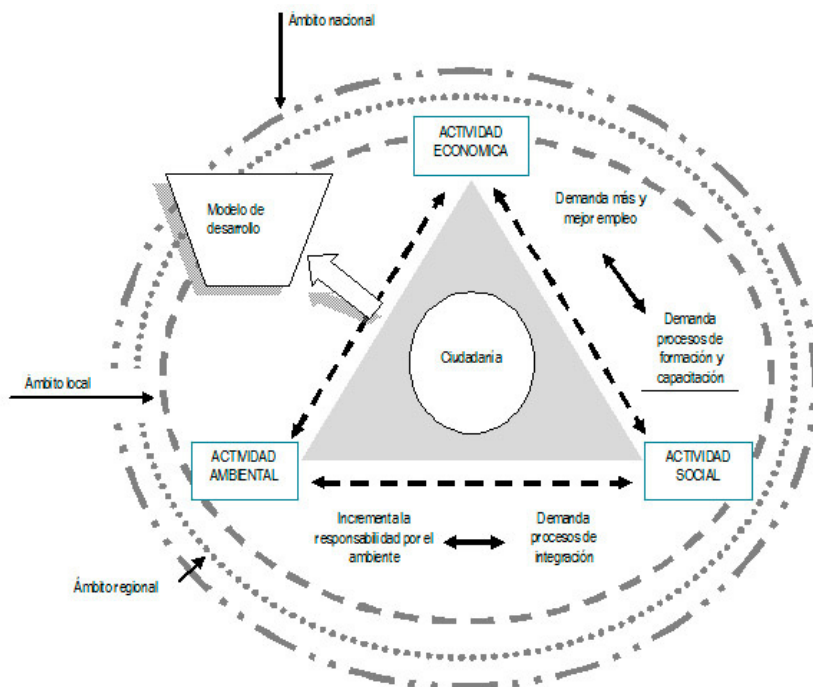 Ámbito nacional
ACTIVIDAD
ECONOMICA
Modelo de
desarrollo
Demanda más y
mejor empleo
Demanda
procesos de
formación y
capacitación
Ciudadanía
Ámbito local
ACTIVIDAD
AMBIENTAL
ACTIVIDAD
SOCIAL
Incrementa la
responsabilidad por el
ambiente
Demanda
procesos de
integración
Ámbito regional